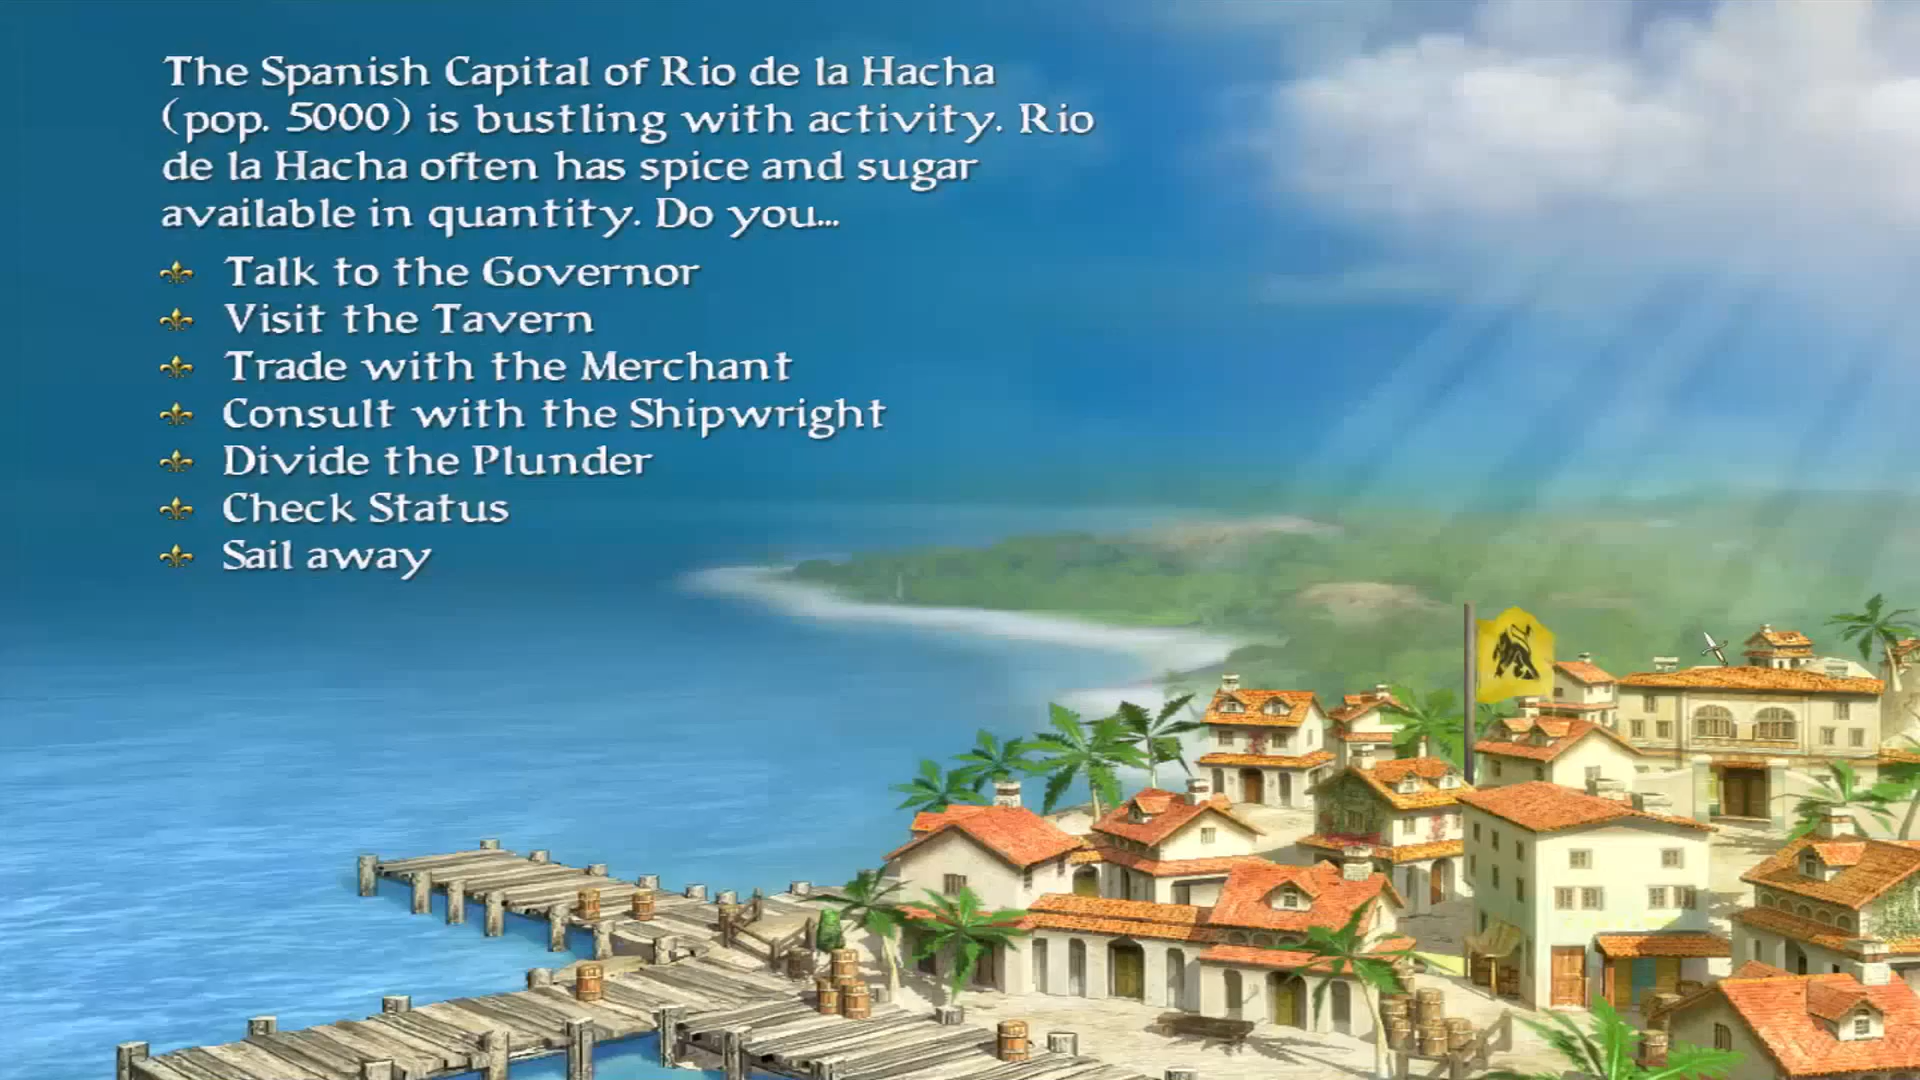 The Spanish Capital of Rio de la Hacha
(pop. 5000) is bustling with activity. Rio
de la Hacha often has spice and sugar
available in quantity. Do you...
Talk to the Governor
Visit the Tavern
Trade with the Merchant
Consult with the Shipwright
Divide the Plunder
Check Status
Sail away